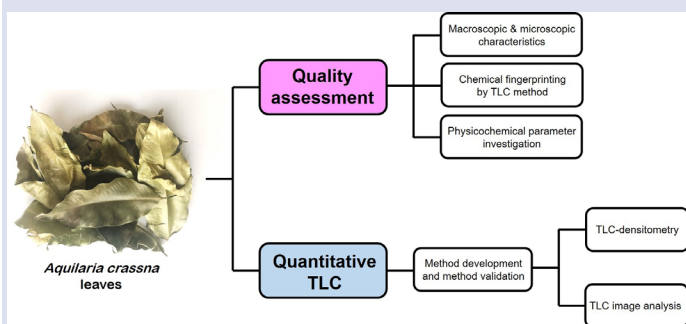 Macroscopic & microscopic
characteristics
Quality
assessment
Chemical fingerprinting
by TLC method
Physicochemical parameter
investigation
Aquilaria crassna
leaves
Quantitative
TLC
Method development
and method validation
TLC-densitometry
TLC image analysis